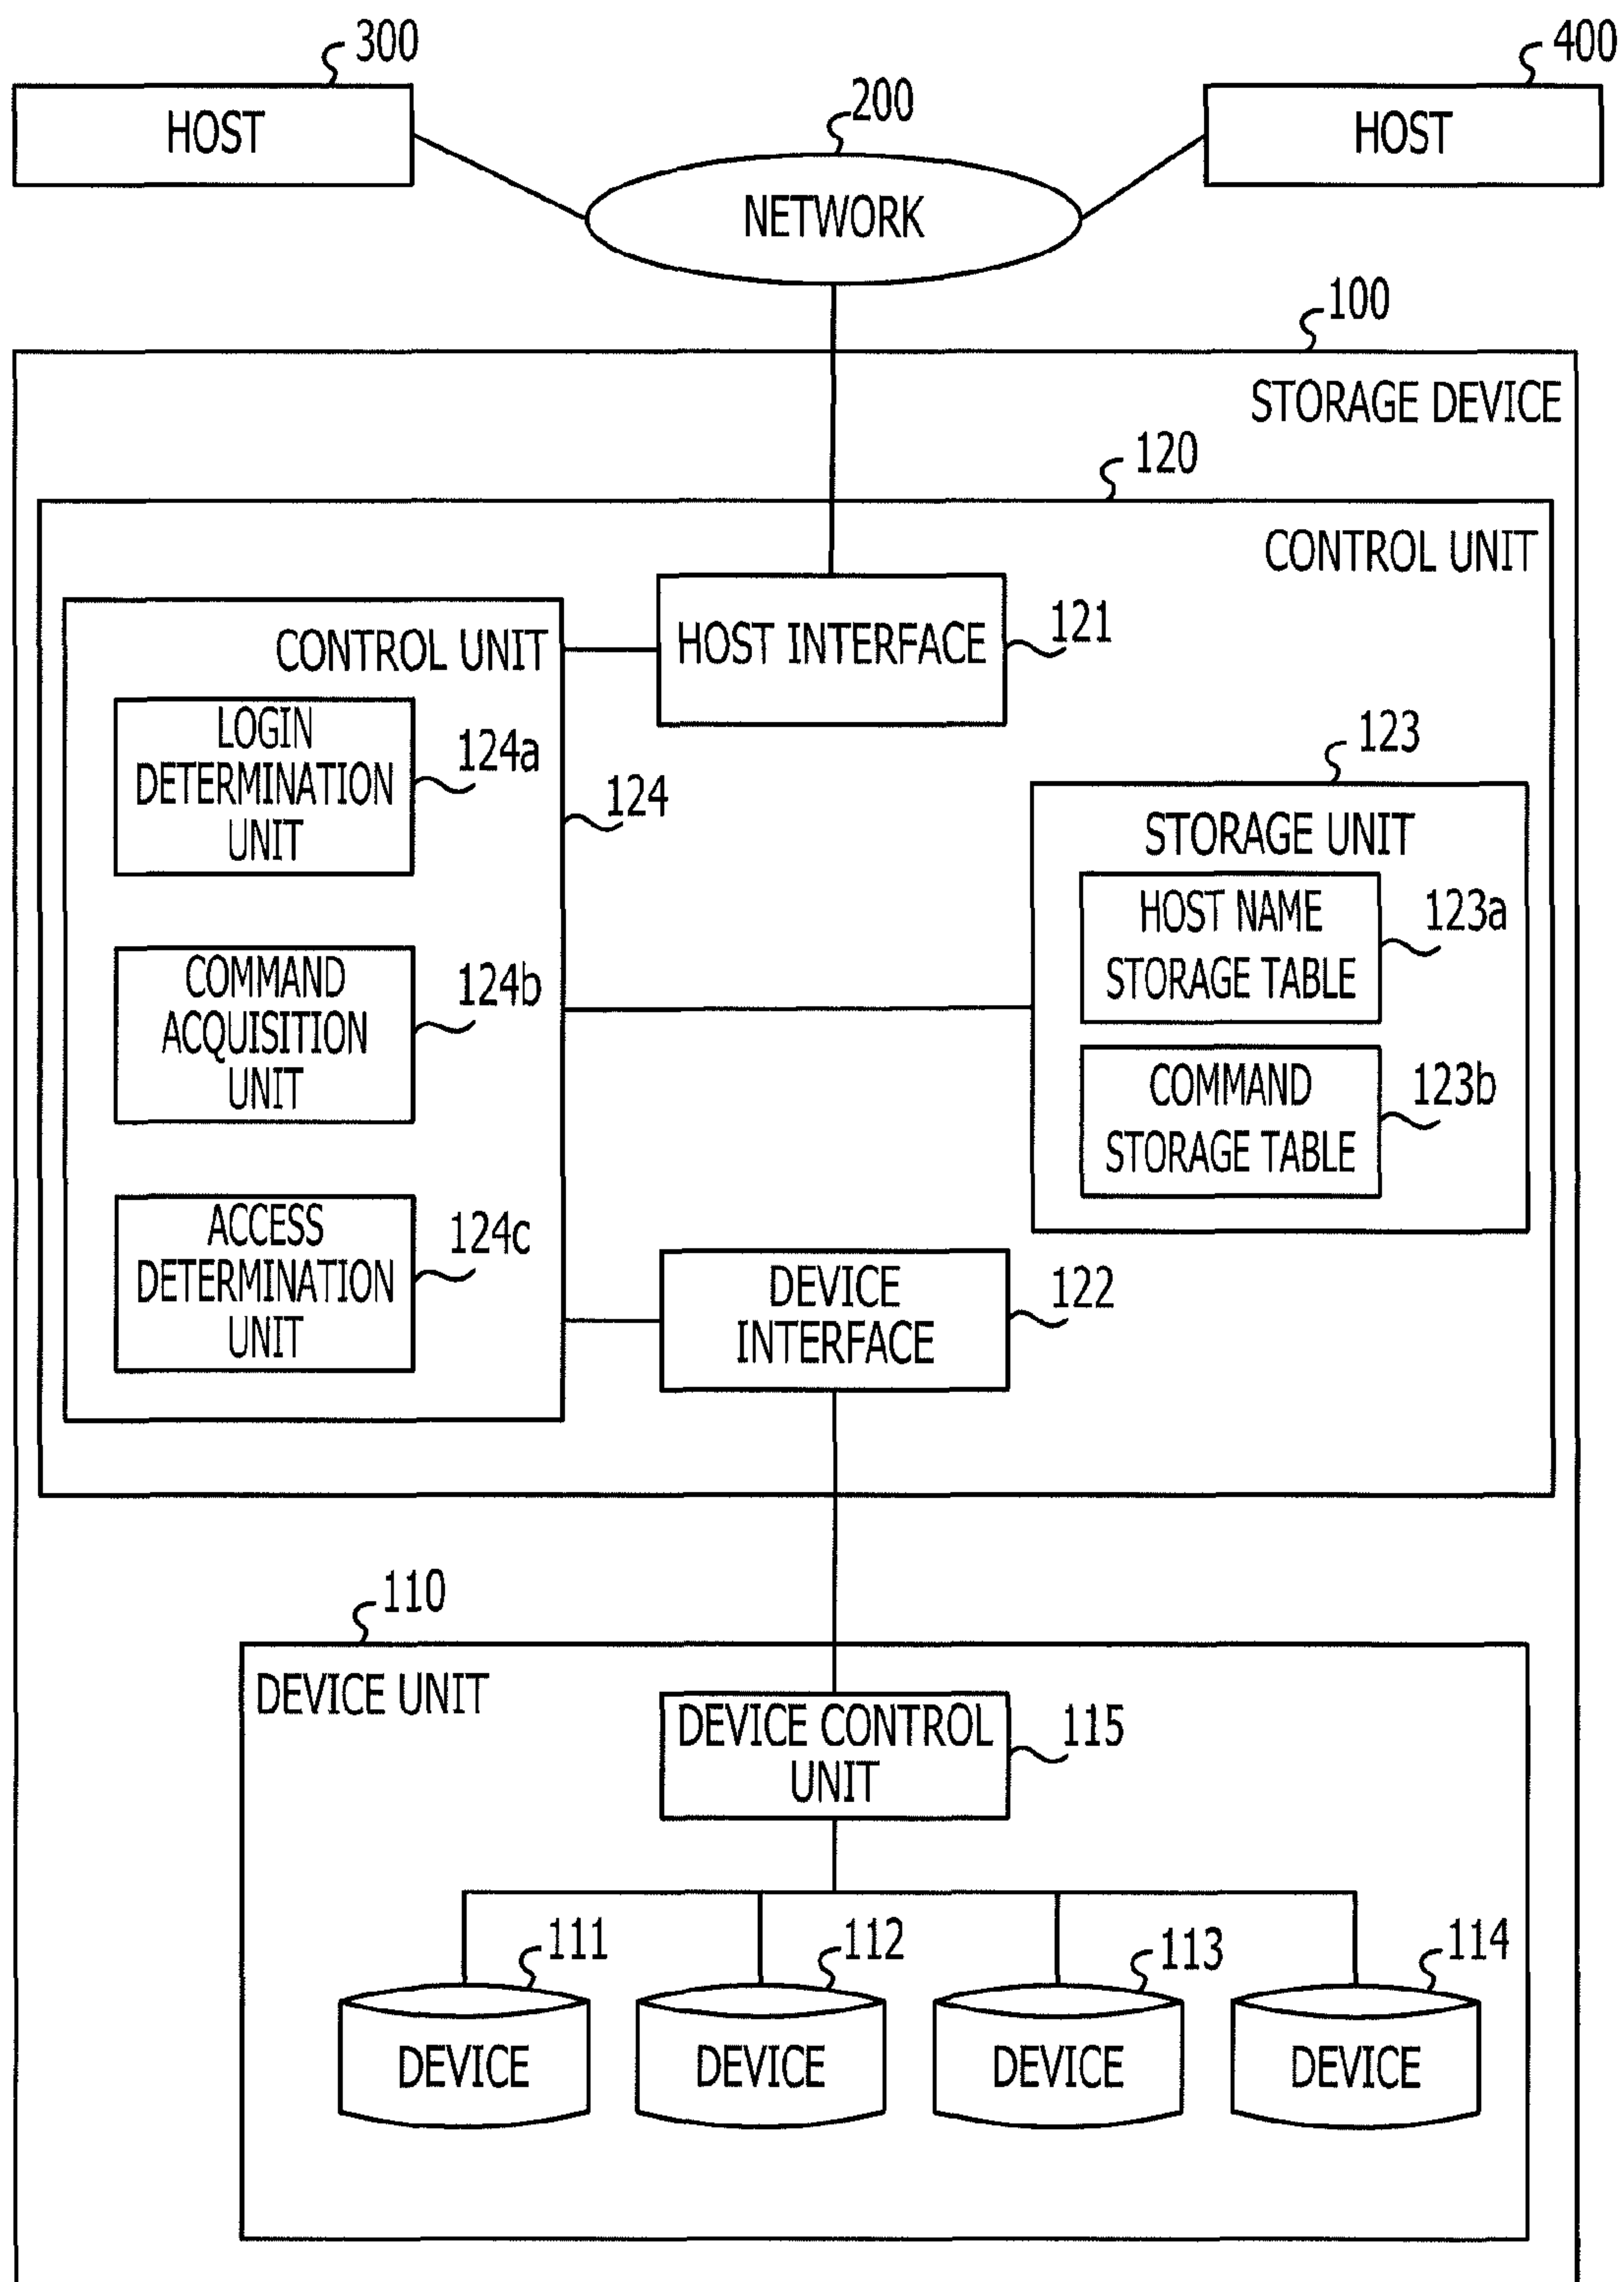 300
400
HOST
200
HOST
NETWORK
100
STORAGE DEVICE
120
CONTROL UNIT
CONTROL UNIT
HOST INTERFACE
121
LOGIN
DETERMINATION
UNIT
124a
124
123
STORAGE UNIT
HOST NAME
STORAGE TABLE
123a
COMMAND
ACQUISITION
UNIT
124b
COMMAND
STORAGE TABLE
123b
ACCESS
DETERMINATION
UNIT
124c
DEVICE
INTERFACE
122
110
DEVICE UNIT
DEVICE CONTROL
UNIT
115
111
112
113
114
DEVICE
DEVICE
DEVICE
DEVICE